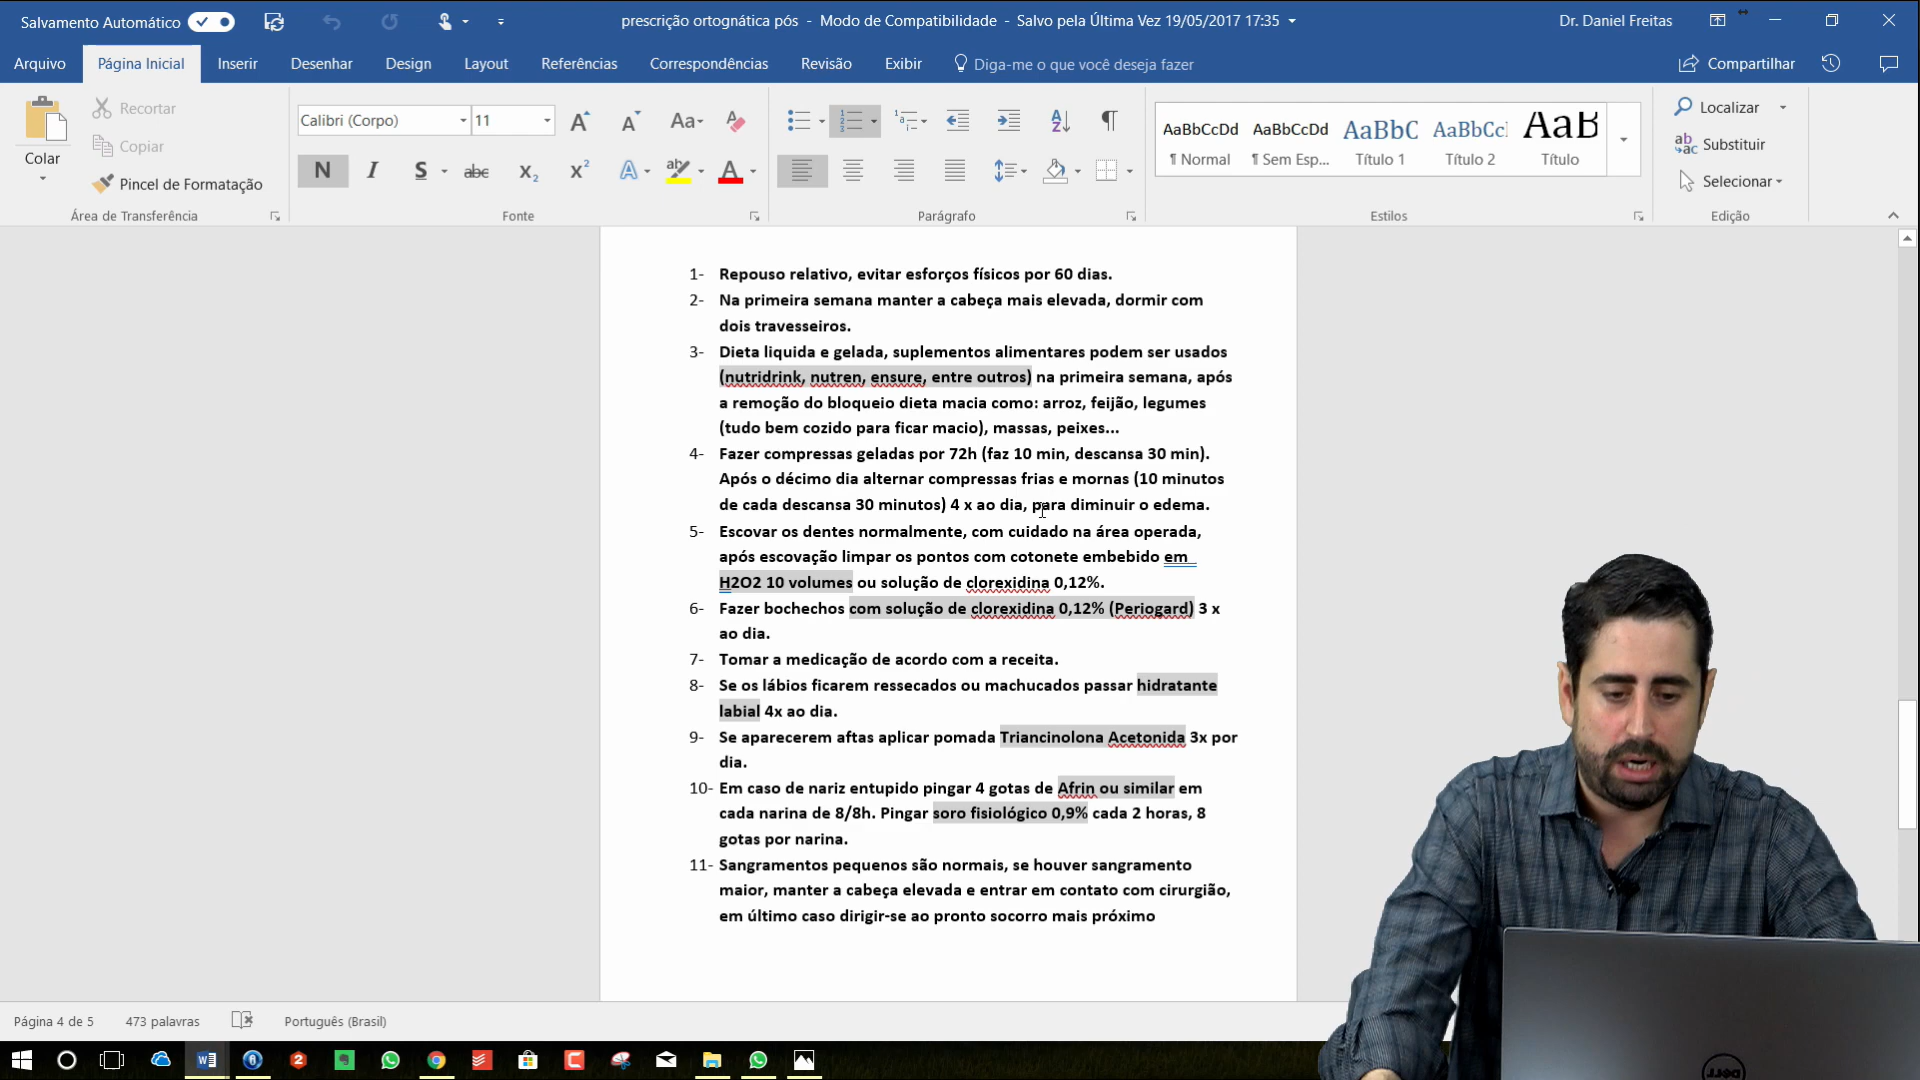 Salvamento Automático
prescrição ortognática pós - Modo de Compatibilidade - Salvo pela Última Vez 19/05/2017 17:35
Dr. Daniel Freitas
Arquivo Página Inicial Inserir Desenhar Design Layout Referências Correspondências Revisão Exibir Diga-me o que você deseja fazer Compartilhar
Colar
Recortar
Copiar
Pincel de Formatação
Área de Transferência
Calibri (Corpo) 11
N I S abc X₂ X² A A
Fonte
Parágrafo
AaBbCcDd AaBbCcDd AaBbC AaBbCcl AaB
¶ Normal ¶ Sem Esp... Título 1 Título 2 Título
Estilos
Localizar
Substituir
Selecionar
Edição
1- Repouso relativo, evitar esforços físicos por 60 dias.
2- Na primeira semana manter a cabeça mais elevada, dormir com
dois travesseiros.
3- Dieta liquida e gelada, suplementos alimentares podem ser usados
(nutridrink, nutren, ensure, entre outros) na primeira semana, após
a remoção do bloqueio dieta macia como: arroz, feijão, legumes
(tudo bem cozido para ficar macio), massas, peixes...
4- Fazer compressas geladas por 72h (faz 10 min, descansa 30 min).
Após o décimo dia alternar compressas frias e mornas (10 minutos
de cada descansa 30 minutos) 4 x ao dia, para diminuir o edema.
5- Escovar os dentes normalmente, com cuidado na área operada,
após escovação limpar os pontos com cotonete embebido em
H2O2 10 volumes ou solução de clorexidina 0,12%.
6- Fazer bochechos com solução de clorexidina 0,12% (Periogard) 3 x
ao dia.
7- Tomar a medicação de acordo com a receita.
8- Se os lábios ficarem ressecados ou machucados passar hidratante
labial 4x ao dia.
9- Se aparecerem aftas aplicar pomada Triancinolona Acetonida 3x por
dia.
10- Em caso de nariz entupido pingar 4 gotas de Afrin ou similar em
cada narina de 8/8h. Pingar soro fisiológico 0,9% cada 2 horas, 8
gotas por narina.
11- Sangramentos pequenos são normais, se houver sangramento
maior, manter a cabeça elevada e entrar em contato com cirurgião,
em último caso dirigir-se ao pronto socorro mais próximo
Página 4 de 5 473 palavras Português (Brasil)
DELL